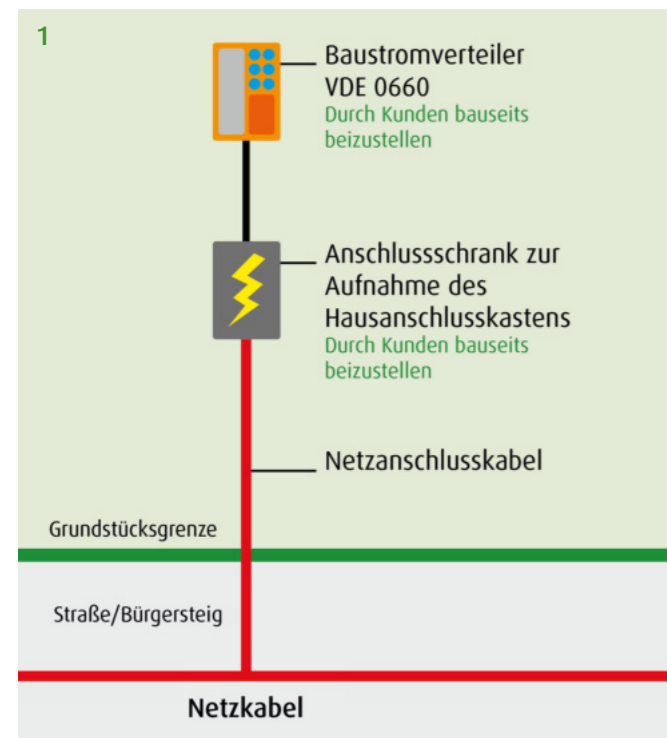 1
Baustromverteiler
VDE 0660
Durch Kunden bauseits
beizustellen
Anschlussschrank zur
Aufnahme des
Hausanschlusskastens
Durch Kunden bauseits
beizustellen
Netzanschlusskabel
Grundstücksgrenze
Straße/Bürgersteig
Netzkabel